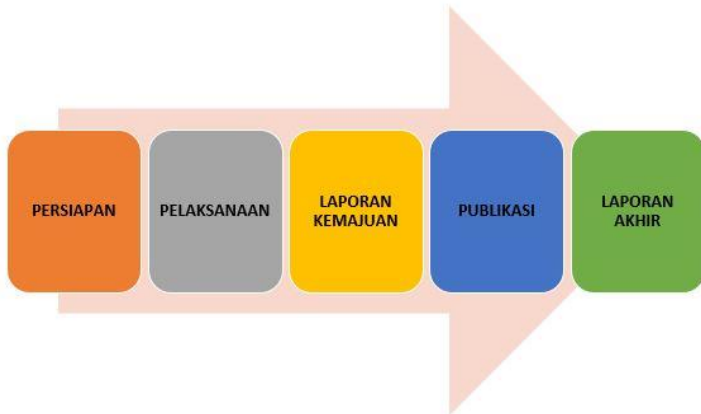 PERSIAPAN
PELAKSANAAN
LAPORAN
KEMAJUAN
PUBLIKASI
LAPORAN
AKHIR